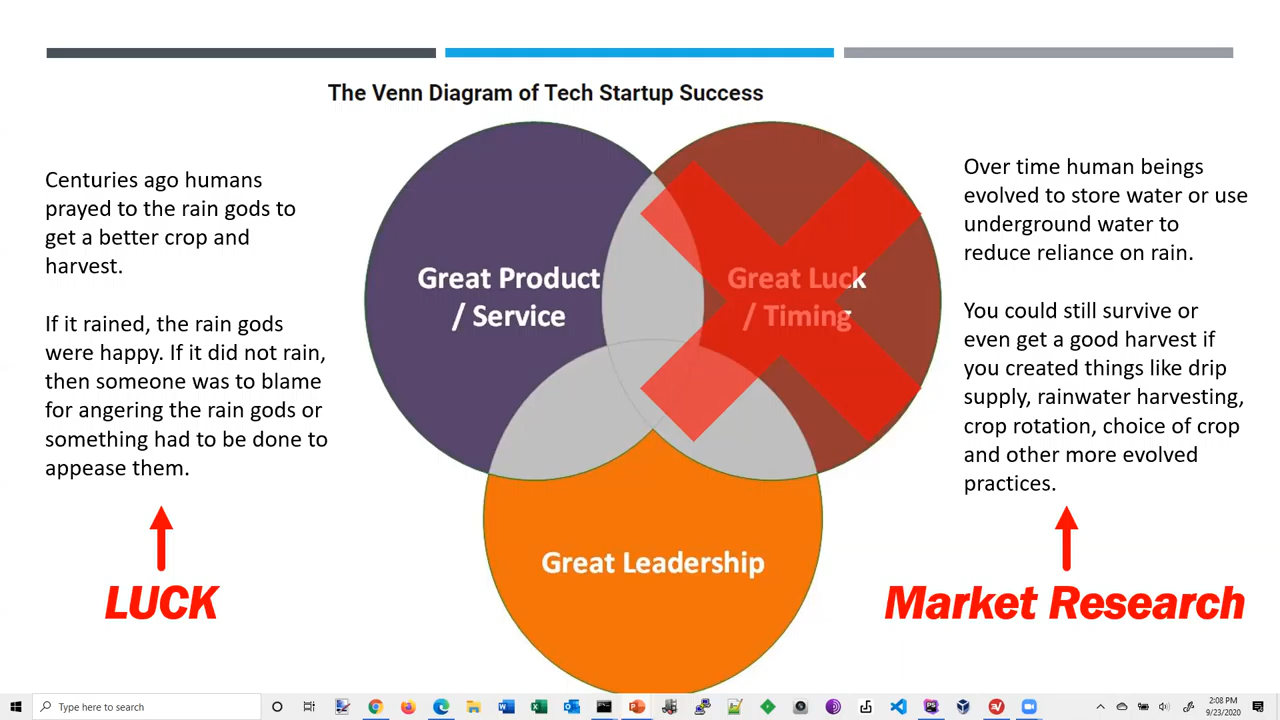 The Venn Diagram of Tech Startup Success
Centuries ago humans
prayed to the rain gods to
get a better crop and
harvest.
If it rained, the rain gods
were happy. If it did not rain,
then someone was to blame
for angering the rain gods or
something had to be done to
appease them.
LUCK
Great Product
/ Service
Great Luck
/ Timing
Great Leadership
Over time human beings
evolved to store water or use
underground water to
reduce reliance on rain.
You could still survive or
even get a good harvest if
you created things like drip
supply, rainwater harvesting,
crop rotation, choice of crop
and other more evolved
practices.
Market Research
Type here to search
2:08 PM
9/23/2020